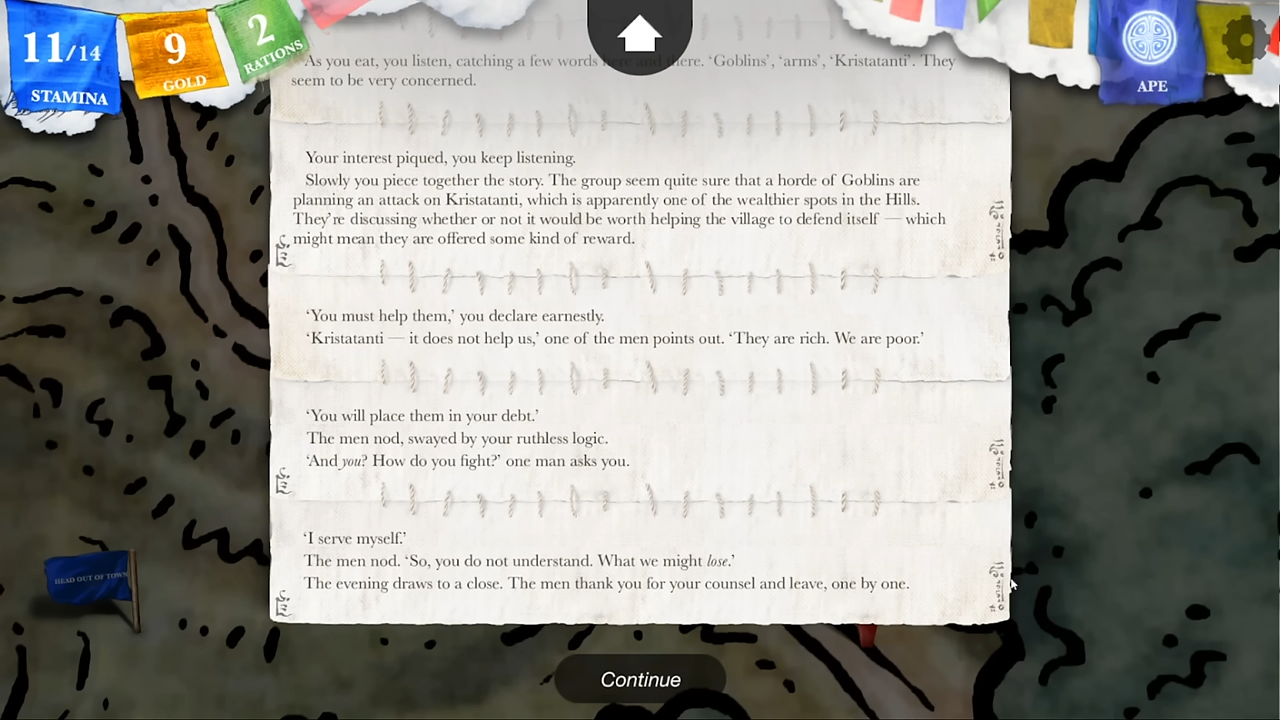 11/14
STAMINA
9
GOLD
2
RATIONS
APE
As you eat, you listen, catching a few words here and there. ‘Goblins’, ‘arms’, ‘Kristatanti’. They
seem to be very concerned.
Your interest piqued, you keep listening.
Slowly you piece together the story. The group seem quite sure that a horde of Goblins are
planning an attack on Kristatanti, which is apparently one of the wealthier spots in the Hills.
They’re discussing whether or not it would be worth helping the village to defend itself — which
might mean they are offered some kind of reward.
‘You must help them,’ you declare earnestly.
‘Kristatanti — it does not help us,’ one of the men points out. ‘They are rich. We are poor.’
‘You will place them in your debt.’
The men nod, swayed by your ruthless logic.
‘And you? How do you fight?’ one man asks you.
‘I serve myself.’
The men nod. ‘So, you do not understand. What we might lose.’
The evening draws to a close. The men thank you for your counsel and leave, one by one.
HEAD OUT OF TOWN
Continue